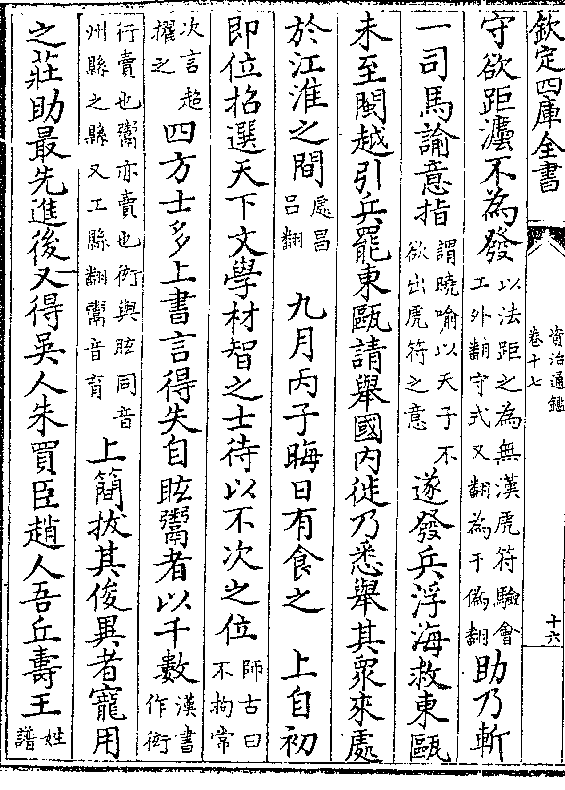 欽定四庫全書
資治通鑑
卷十七
十六
守欲距灋不為發以法距之為無漢虎符驗會
工外翻守式又翻為于偽翻助乃斬
一司馬諭意指謂曉喻以天子不
欲出虎符之意遂發兵浮海救東甌
未至閩越引兵罷東甌請舉國内徙乃悉舉其衆來處
於江淮之間處昌
吕翻 九月丙子晦日有食之 上自初
即位招選天下文學材智之士待以不次之位師古曰
不拘常
次言超
擢之四方士多上書言得失自眩鬻者以千數漢書
作衒
行賣也鬻亦賣也衒與眩同音
州縣之縣又工縣翻鬻音育上簡拔其俊異者寵用
之莊助最先進後又得吳人朱買臣趙人吾丘壽王姓
譜